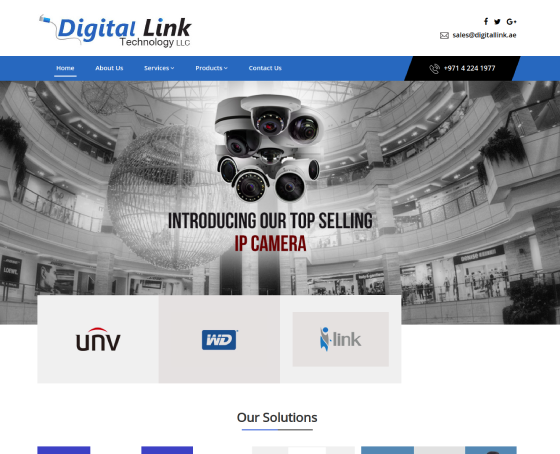 Digital Link
Technology LLC
sales@digitallink.ae
Home About Us Services Products Contact Us
+971 4 224 1977
INTRODUCING OUR TOP SELLING
IP CAMERA
unv
WD
i-link
Our Solutions